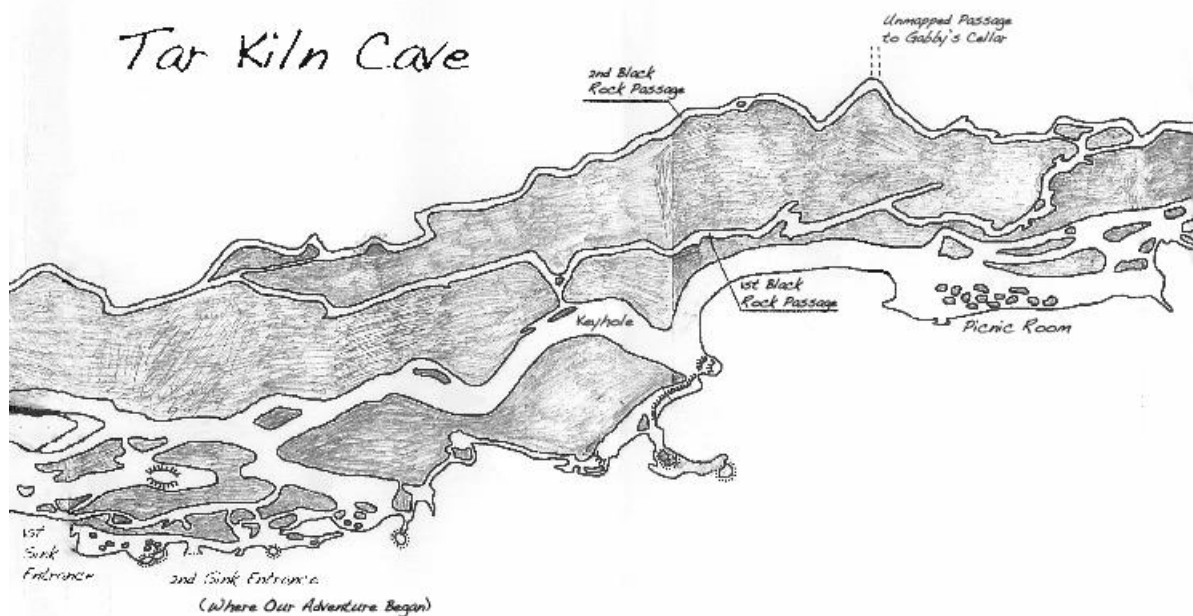 Tar Kiln Cave
Unmapped Passage
to Gabby's Cellar
2nd Black
Rock Passage
1st Black
Rock Passage
Keyhole
Picnic Room
1st
Sink
Entrance
2nd Sink Entrance
(Where Our Adventure Began)